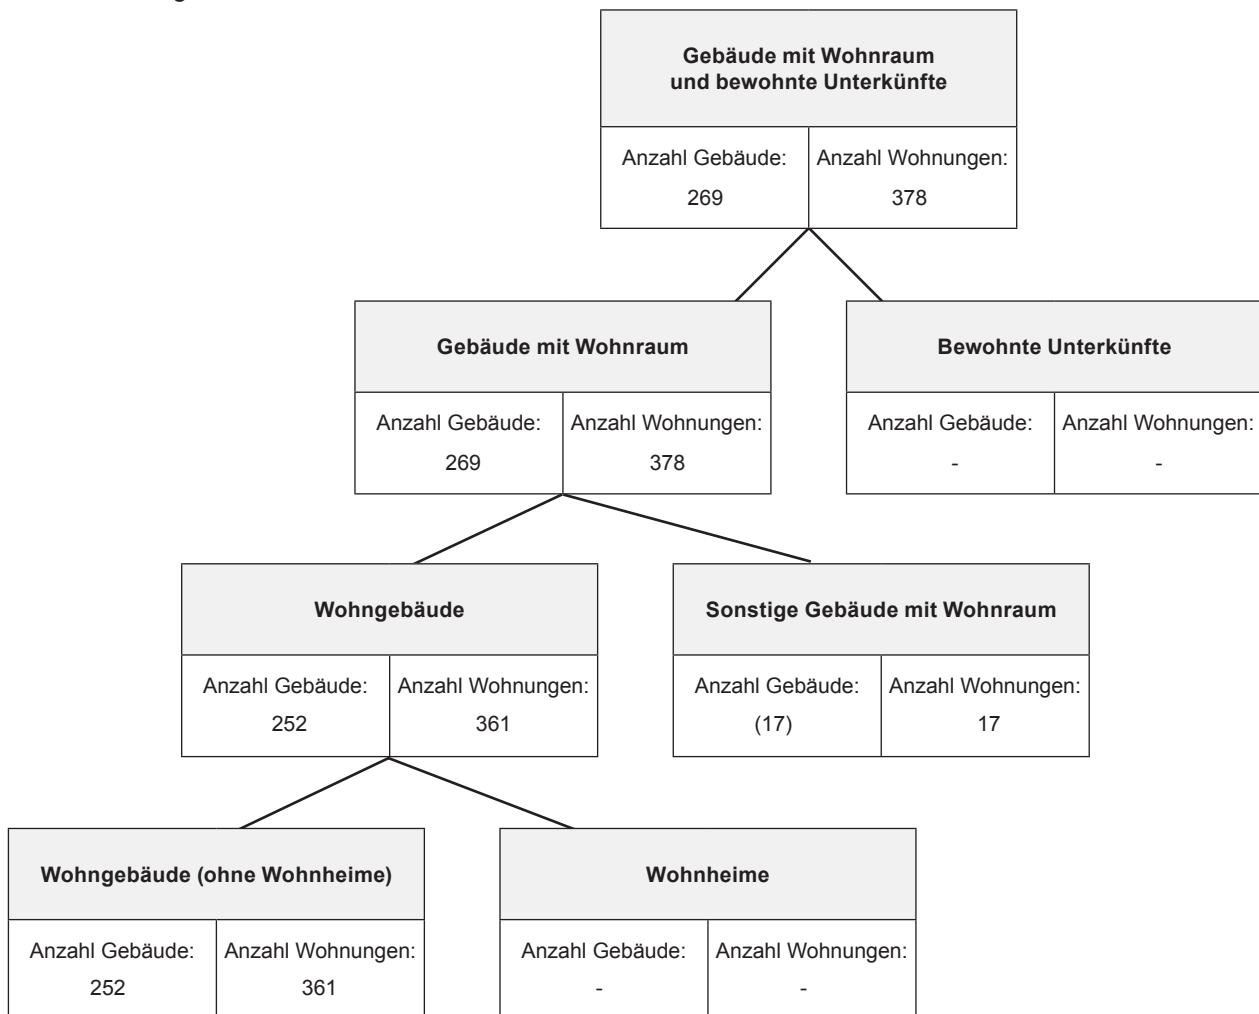 Gebäude mit Wohnraum
und bewohnte Unterkünfte
Anzahl Gebäude: Anzahl Wohnungen:
269 378
Gebäude mit Wohnraum
Anzahl Gebäude: Anzahl Wohnungen:
269 378
Bewohnte Unterkünfte
Anzahl Gebäude: Anzahl Wohnungen:
- -
Wohngebäude
Anzahl Gebäude: Anzahl Wohnungen:
252 361
Sonstige Gebäude mit Wohnraum
Anzahl Gebäude: Anzahl Wohnungen:
(17) 17
Wohngebäude (ohne Wohnheime)
Anzahl Gebäude: Anzahl Wohnungen:
252 361
Wohnheime
Anzahl Gebäude: Anzahl Wohnungen:
- -